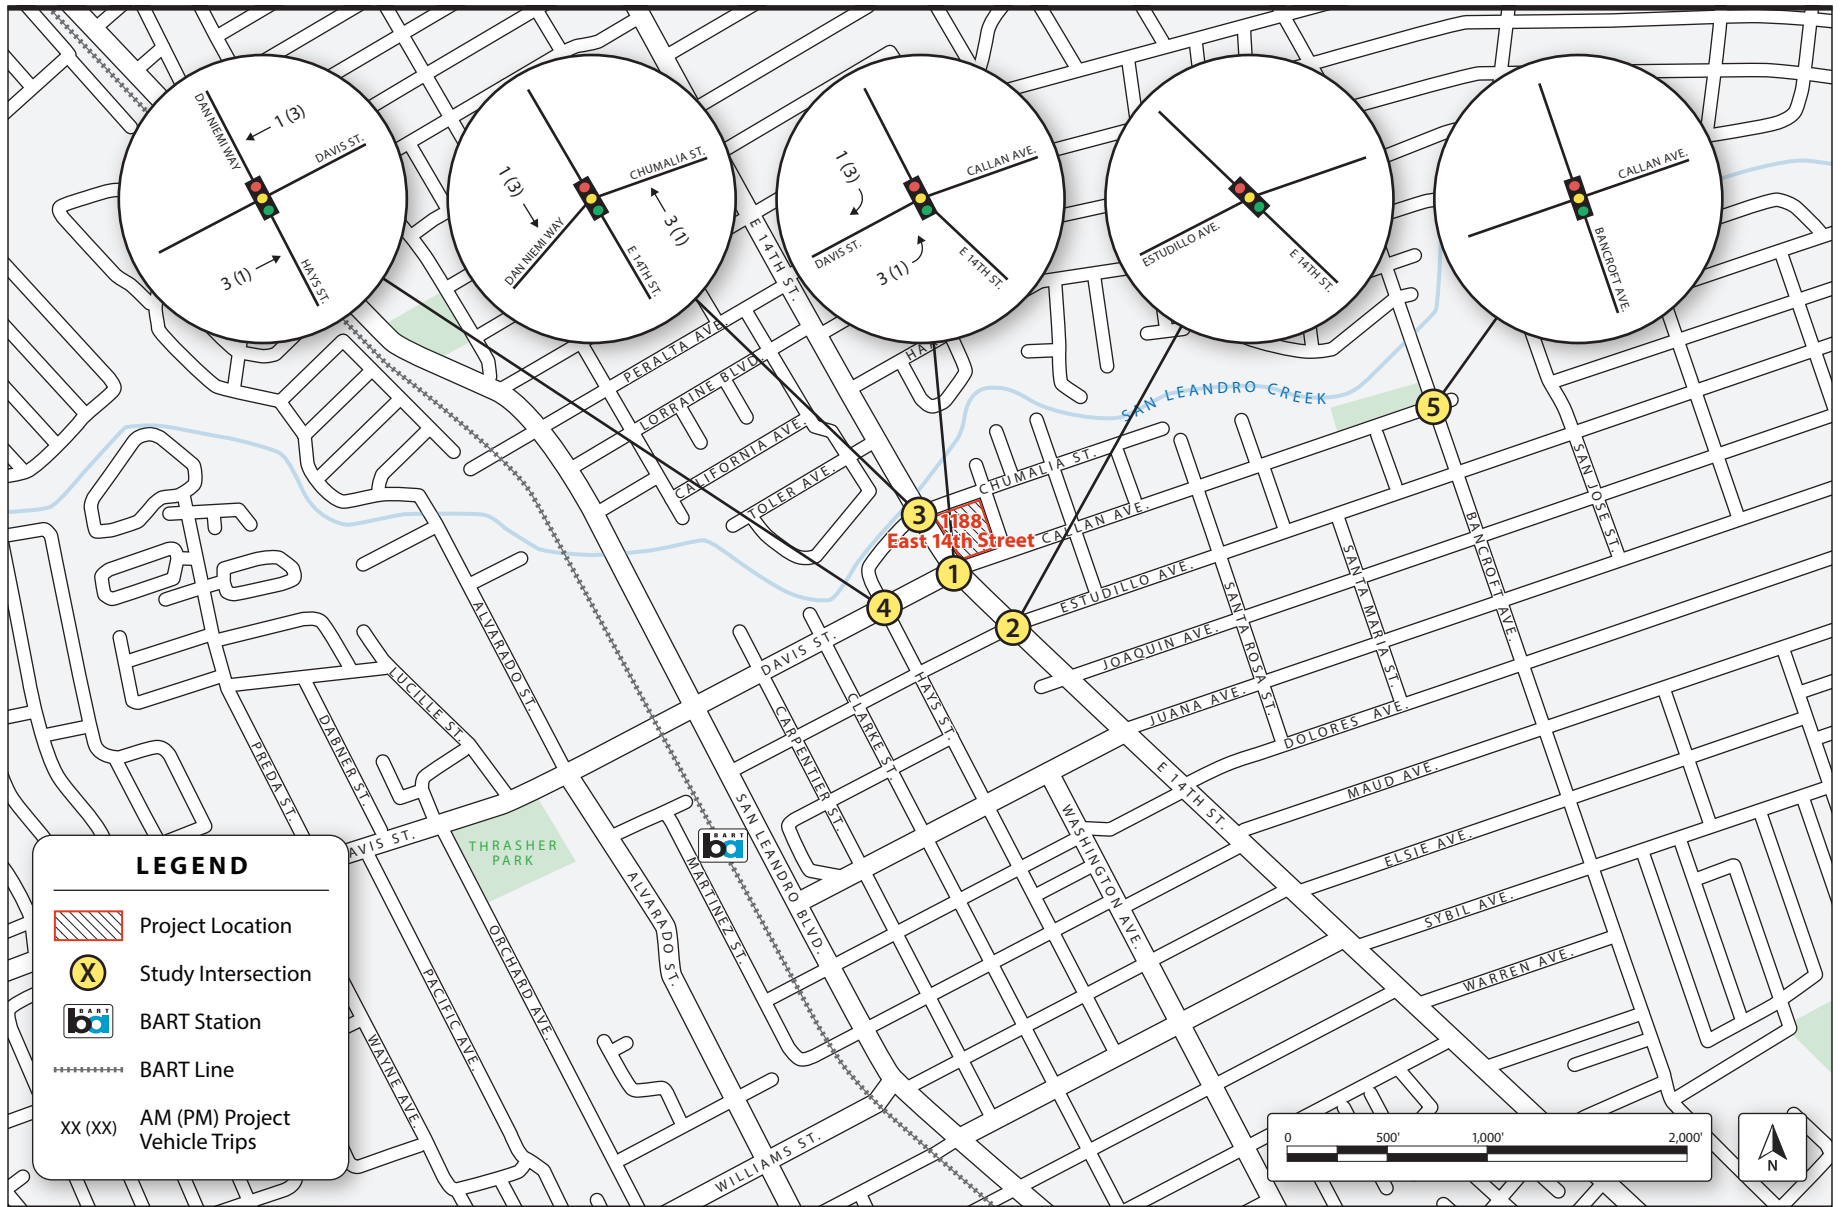 DAN NIEMI WAY
1 (3)
DAVIS ST.
3 (1)
HAYS ST.
1 (3)
CHUMALIA ST.
DAN NIEMI WAY
3 (1)
E 14TH ST.
1 (3)
CALLAN AVE.
DAVIS ST.
3 (1)
E 14TH ST.
ESTUDILLO AVE.
E 14TH ST.
CALLAN AVE.
BANCROFT AVE.
E 14TH ST.
PERALTA AVE.
LORRAINE BLVD.
CALIFORNIA AVE.
TOLER AVE.
SAN LEANDRO CREEK
5
3
1188
East 14th Street
1
4
2
CHUMALIA ST.
CALLAN AVE.
ESTUDILLO AVE.
JOAQUIN AVE.
JUANA AVE.
DOLORES AVE.
MAUD AVE.
ELSIE AVE.
SYBIL AVE.
WARREN AVE.
SAN JOSE ST.
BANCROFT AVE.
SANTA MARIA ST.
SANTA ROSA ST.
DAVIS ST.
HAYS ST.
CLARKE ST.
CARPENTIER ST.
ALVARADO ST.
LUCILLE ST.
DABNER ST.
PREDA ST.
E 14TH ST.
WASHINGTON AVE.
SAN LEANDRO BLVD.
MARTINEZ ST.
ALVARADO ST.
ORCHARD AVE.
PACIFIC AVE.
WAYNE AVE.
WILLIAMS ST.
THRASHER
PARK
BART
ba
AVIS ST.
LEGEND
Project Location
X
Study Intersection
BART
ba
BART Station
BART Line
XX (XX)
AM (PM) Project
Vehicle Trips
0
500'
1,000'
2,000'
N